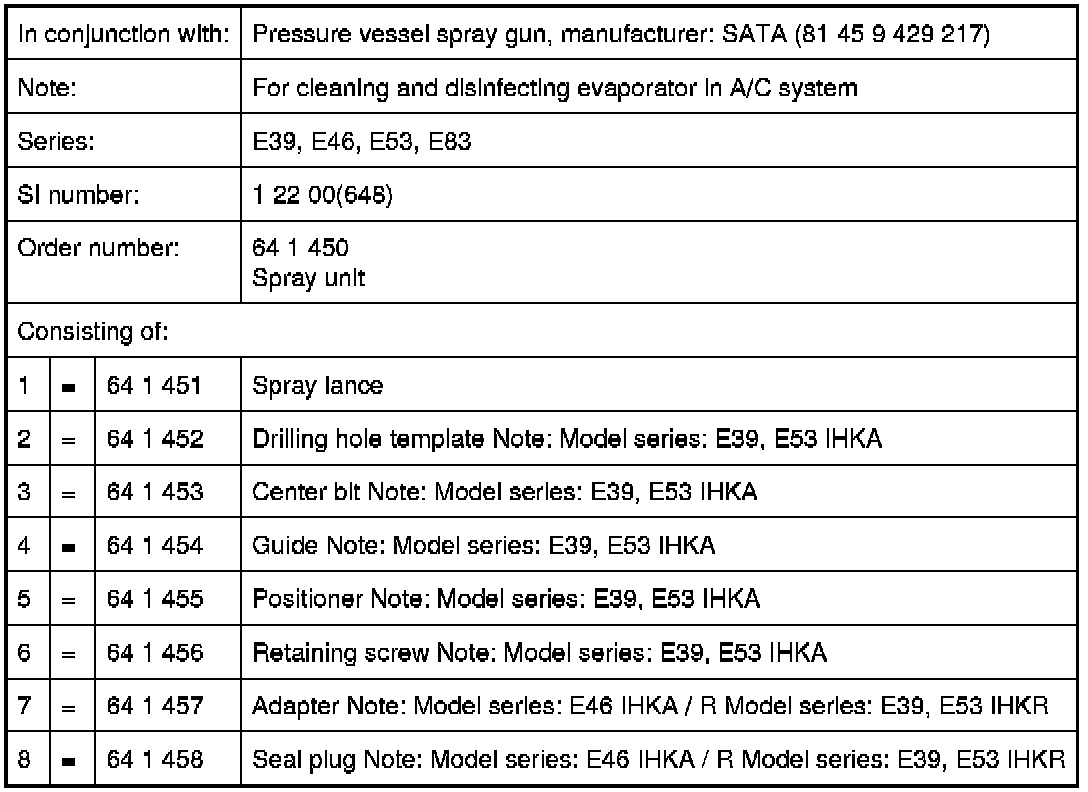 In conjunction with: Pressure vessel spray gun, manufacturer: SATA (81 45 9 429 217)
Note: For cleaning and disinfecting evaporator in A/C system
Series: E39, E46, E53, E83
SI number: 1 22 00(648)
Order number: 64 1 450
Spray unit
Consisting of:
1 = 64 1 451 Spray lance
2 = 64 1 452 Drilling hole template Note: Model series: E39, E53 IHKA
3 = 64 1 453 Center bit Note: Model series: E39, E53 IHKA
4 = 64 1 454 Guide Note: Model series: E39, E53 IHKA
5 = 64 1 455 Positioner Note: Model series: E39, E53 IHKA
6 = 64 1 456 Retaining screw Note: Model series: E39, E53 IHKA
7 = 64 1 457 Adapter Note: Model series: E46 IHKA / R Model series: E39, E53 IHKR
8 = 64 1 458 Seal plug Note: Model series: E46 IHKA / R Model series: E39, E53 IHKR